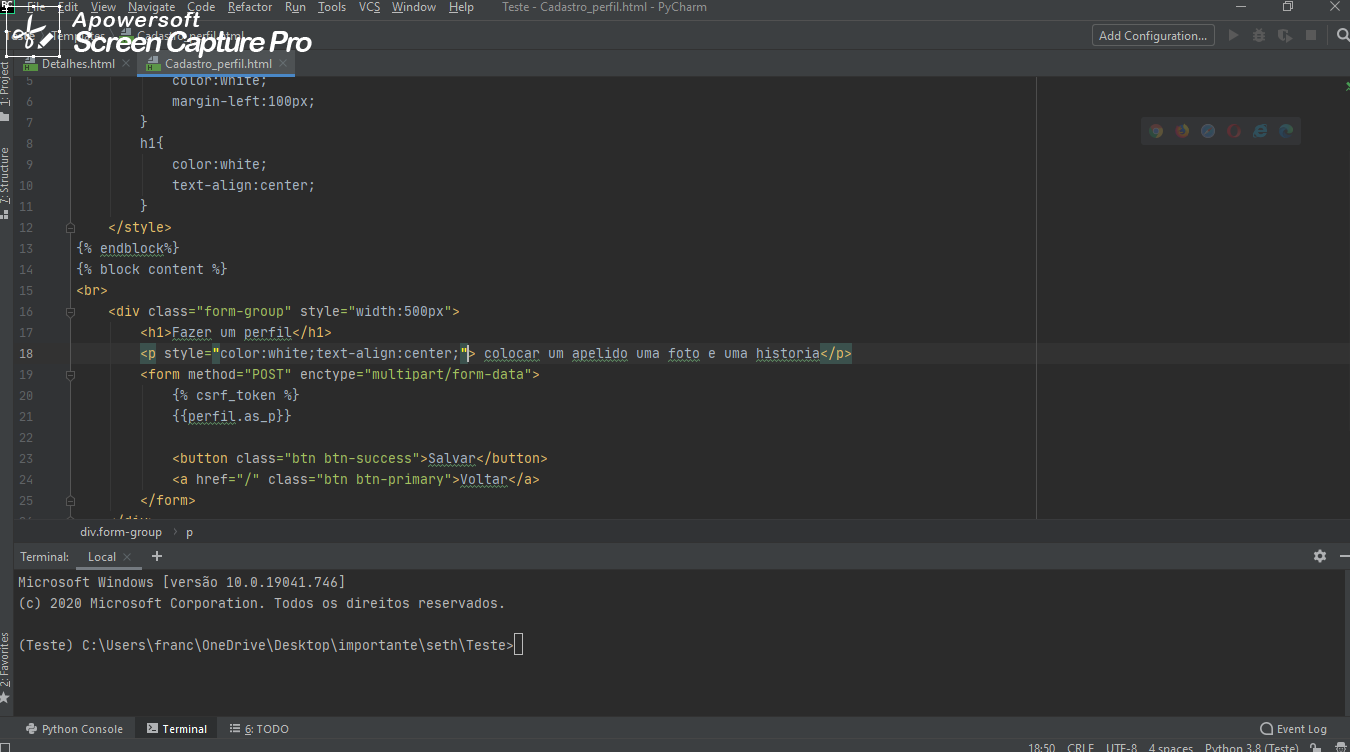 PC File Edit View Navigate Code Refactor Run Tools VCS Window Help Teste - Cadastro_perfil.html - PyCharm
Apowersoft
Screen Capture Pro
Teste Templates Cadastro_perfil.html Add Configuration...
Detalhes.html Cadastro_perfil.html
1: Project
7: Structure
2: Favorites
5 color:white;
6 margin-left:100px;
7 }
8 h1{
9 color:white;
10 text-align:center;
11 }
12 </style>
13 {% endblock%}
14 {% block content %}
15 <br>
16 <div class="form-group" style="width:500px">
17 <h1>Fazer um perfil</h1>
18 <p style="color:white;text-align:center;"> colocar um apelido uma foto e uma historia</p>
19 <form method="POST" enctype="multipart/form-data">
20 {% csrf_token %}
21 {{perfil.as_p}}
22
23 <button class="btn btn-success">Salvar</button>
24 <a href="/" class="btn btn-primary">Voltar</a>
25 </form>
26 </div>
div.form-group › p
Terminal: Local +
Microsoft Windows [versão 10.0.19041.746]
(c) 2020 Microsoft Corporation. Todos os direitos reservados.
(Teste) C:\Users\franc\OneDrive\Desktop\importante\seth\Teste>
Python Console Terminal 6: TODO Event Log
18:50 CRLF UTF-8 4 spaces Python 3.8 (Teste)